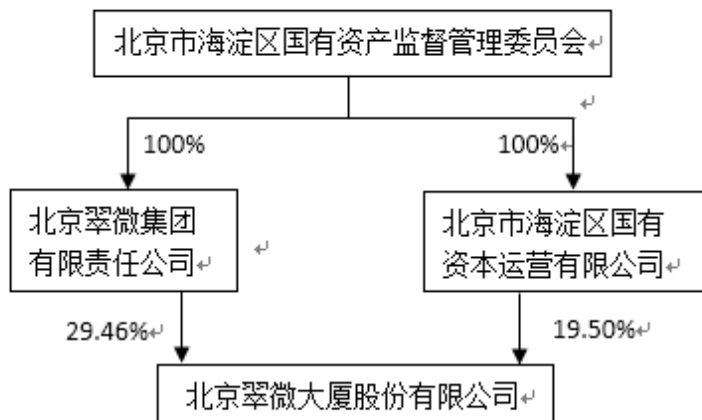 北京市海淀区国有资产监督管理委员会
100%
100%
北京翠微集团
有限责任公司
北京市海淀区国有
资本运营有限公司
29.46%
19.50%
北京翠微大厦股份有限公司